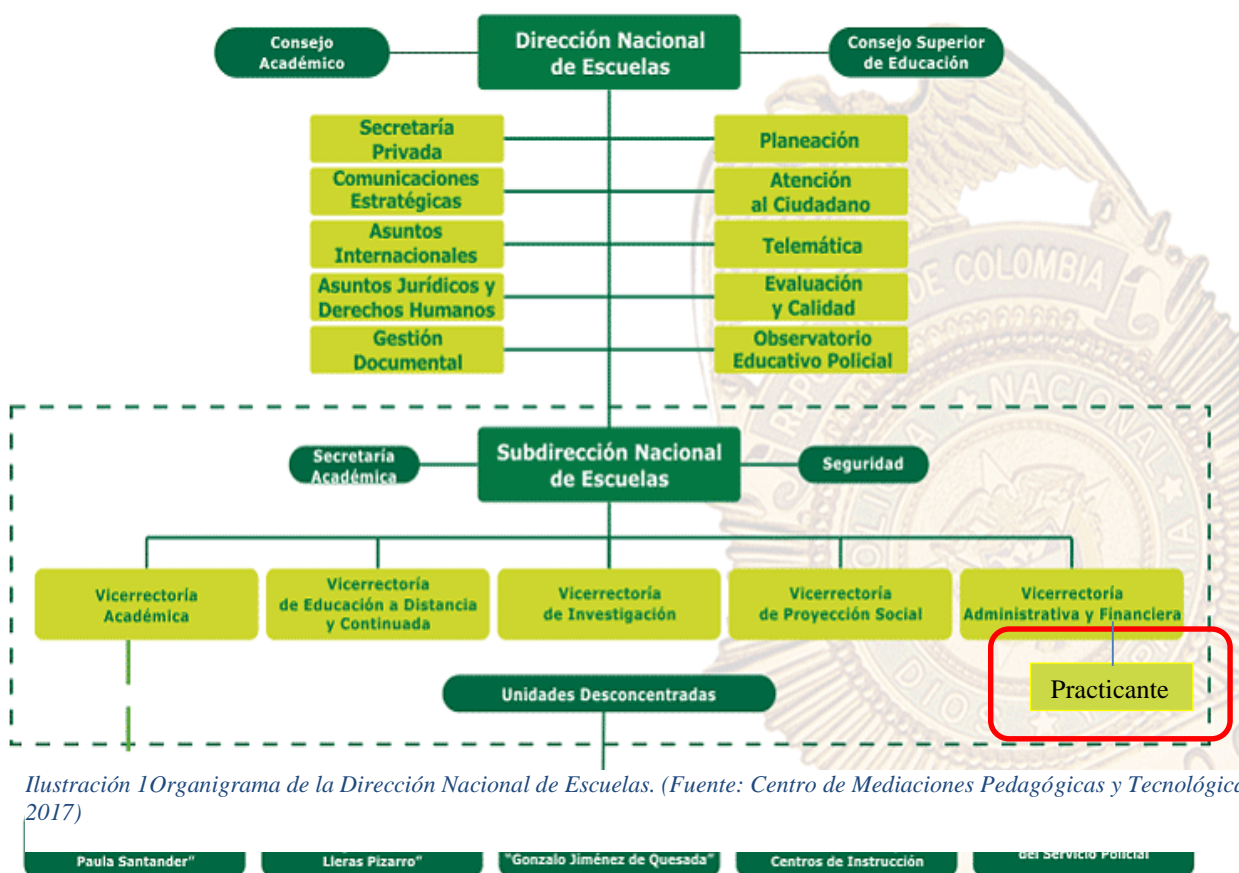 Consejo
Académico
Dirección Nacional
de Escuelas
Consejo Superior
de Educación
Secretaría
Privada
Planeación
Comunicaciones
Estratégicas
Atención
al Ciudadano
Asuntos
Internacionales
Telemática
Asuntos Jurídicos y
Derechos Humanos
Evaluación
y Calidad
Gestión
Documental
Observatorio
Educativo Policial
Secretaría
Académica
Subdirección Nacional
de Escuelas
Seguridad
Vicerrectoría
Académica
Vicerrectoría
de Educación a Distancia
y Continuada
Vicerrectoría
de Investigación
Vicerrectoría
de Proyección Social
Vicerrectoría
Administrativa y Financiera
Practicante
Unidades Desconcentradas
DE COLOMBIA
NACIONAL
Ilustración 1Organigrama de la Dirección Nacional de Escuelas. (Fuente: Centro de Mediaciones Pedagógicas y Tecnológica
2017)
Paula Santander"
Lleras Pizarro"
"Gonzalo Jiménez de Quesada"
Centros de Instrucción
del Servicio Policial